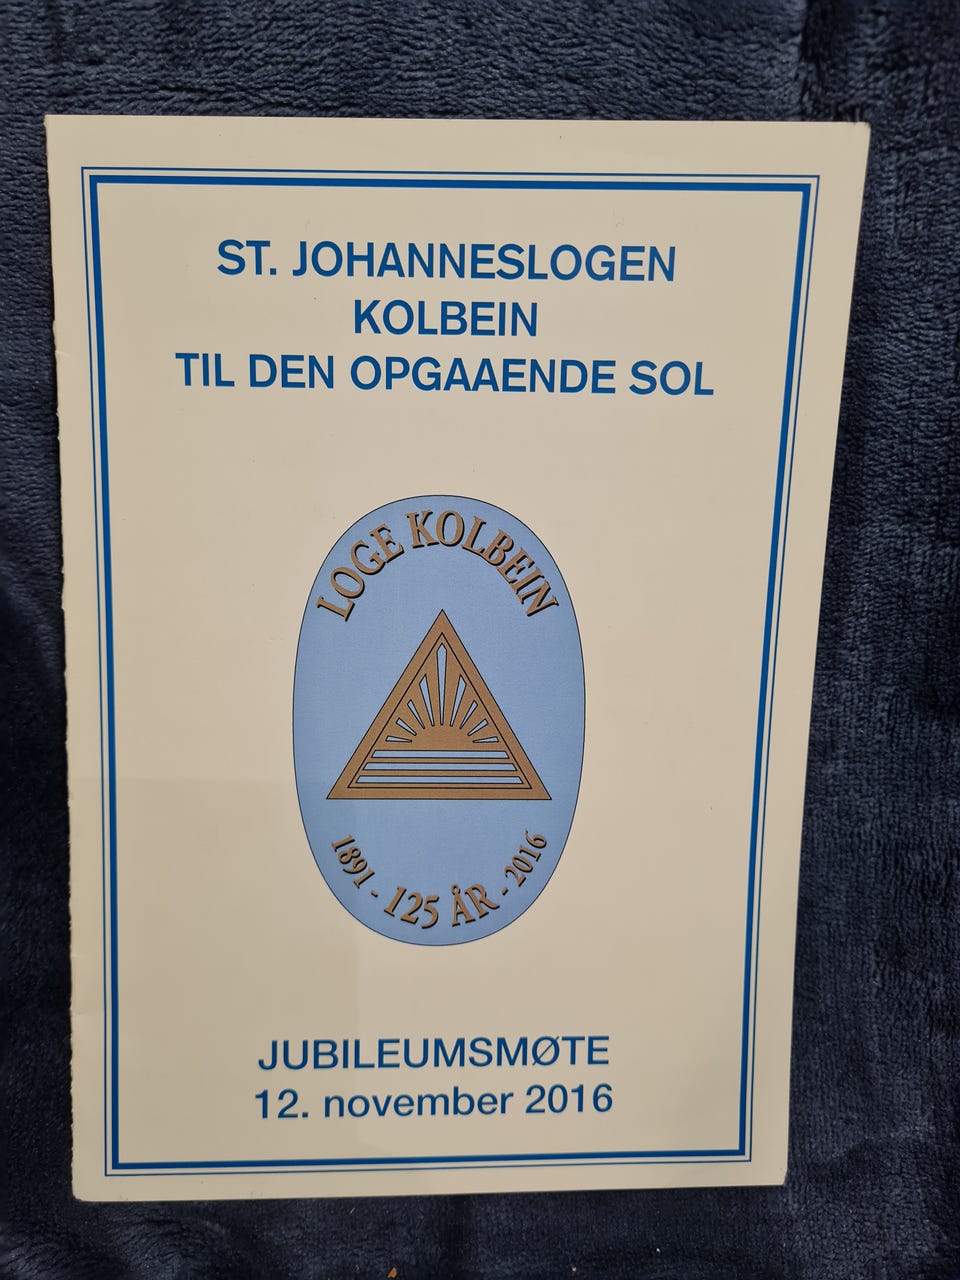 ST. JOHANNESLOGEN
KOLBEIN
TIL DEN OPGAAENDE SOL
LOGE KOLBEIN
1891 - 125 ÅR - 2016
JUBILEUMSMØTE
12. november 2016